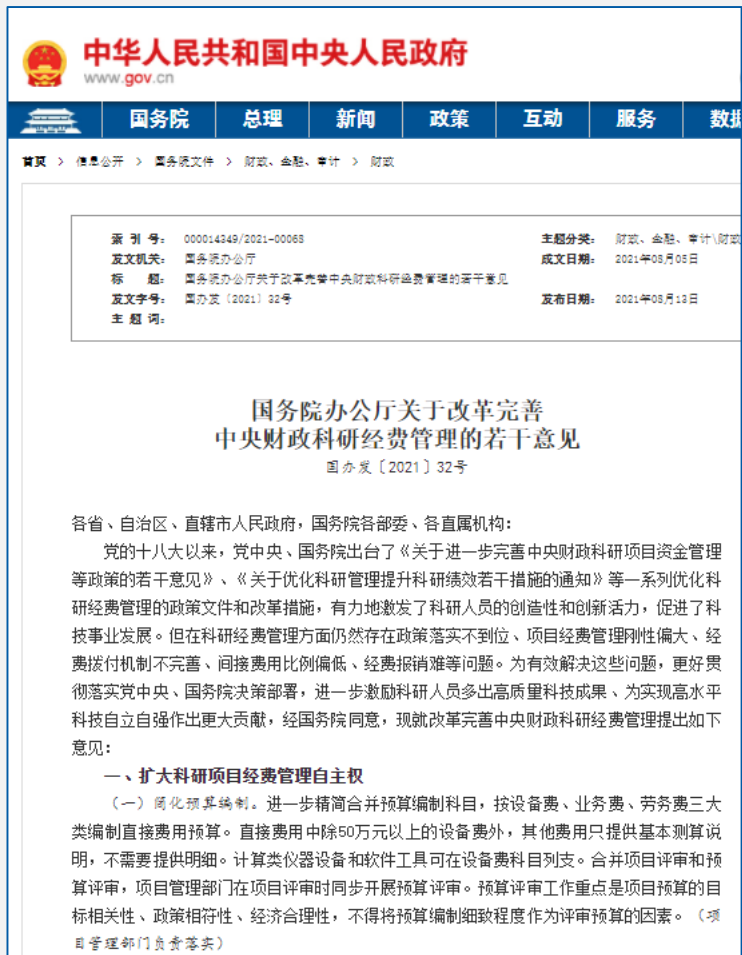 中华人民共和国中央人民政府
www.gov.cn
国务院 总理 新闻 政策 互动 服务 数据
首页 > 信息公开 > 国务院文件 > 财政、金融、审计 > 财政
索 引 号： 000014349/2021-00068 主题分类： 财政、金融、审计\财政
发文机关： 国务院办公厅 成文日期： 2021年08月05日
标 题： 国务院办公厅关于改革完善中央财政科研经费管理的若干意见
发文字号： 国办发〔2021〕32号 发布日期： 2021年08月13日
主 题 词：
国务院办公厅关于改革完善
中央财政科研经费管理的若干意见
国办发〔2021〕32号
各省、自治区、直辖市人民政府，国务院各部委、各直属机构：
党的十八大以来，党中央、国务院出台了《关于进一步完善中央财政科研项目资金管理
等政策的若干意见》、《关于优化科研管理提升科研绩效若干措施的通知》等一系列优化科
研经费管理的政策文件和改革措施，有力地激发了科研人员的创造性和创新活力，促进了科
技事业发展。但在科研经费管理方面仍然存在政策落实不到位、项目经费管理刚性偏大、经
费拨付机制不完善、间接费用比例偏低、经费报销难等问题。为有效解决这些问题，更好贯
彻落实党中央、国务院决策部署，进一步激励科研人员多出高质量科技成果、为实现高水平
科技自立自强作出更大贡献，经国务院同意，现就改革完善中央财政科研经费管理提出如下
意见：
一、扩大科研项目经费管理自主权
（一）简化预算编制。进一步精简合并预算编制科目，按设备费、业务费、劳务费三大
类编制直接费用预算。直接费用中除50万元以上的设备费外，其他费用只提供基本测算说
明，不需要提供明细。计算类仪器设备和软件工具可在设备费科目列支。合并项目评审和预
算评审，项目管理部门在项目评审时同步开展预算评审。预算评审工作重点是项目预算的目
标相关性、政策相符性、经济合理性，不得将预算编制细致程度作为评审预算的因素。（项
目管理部门负责落实）